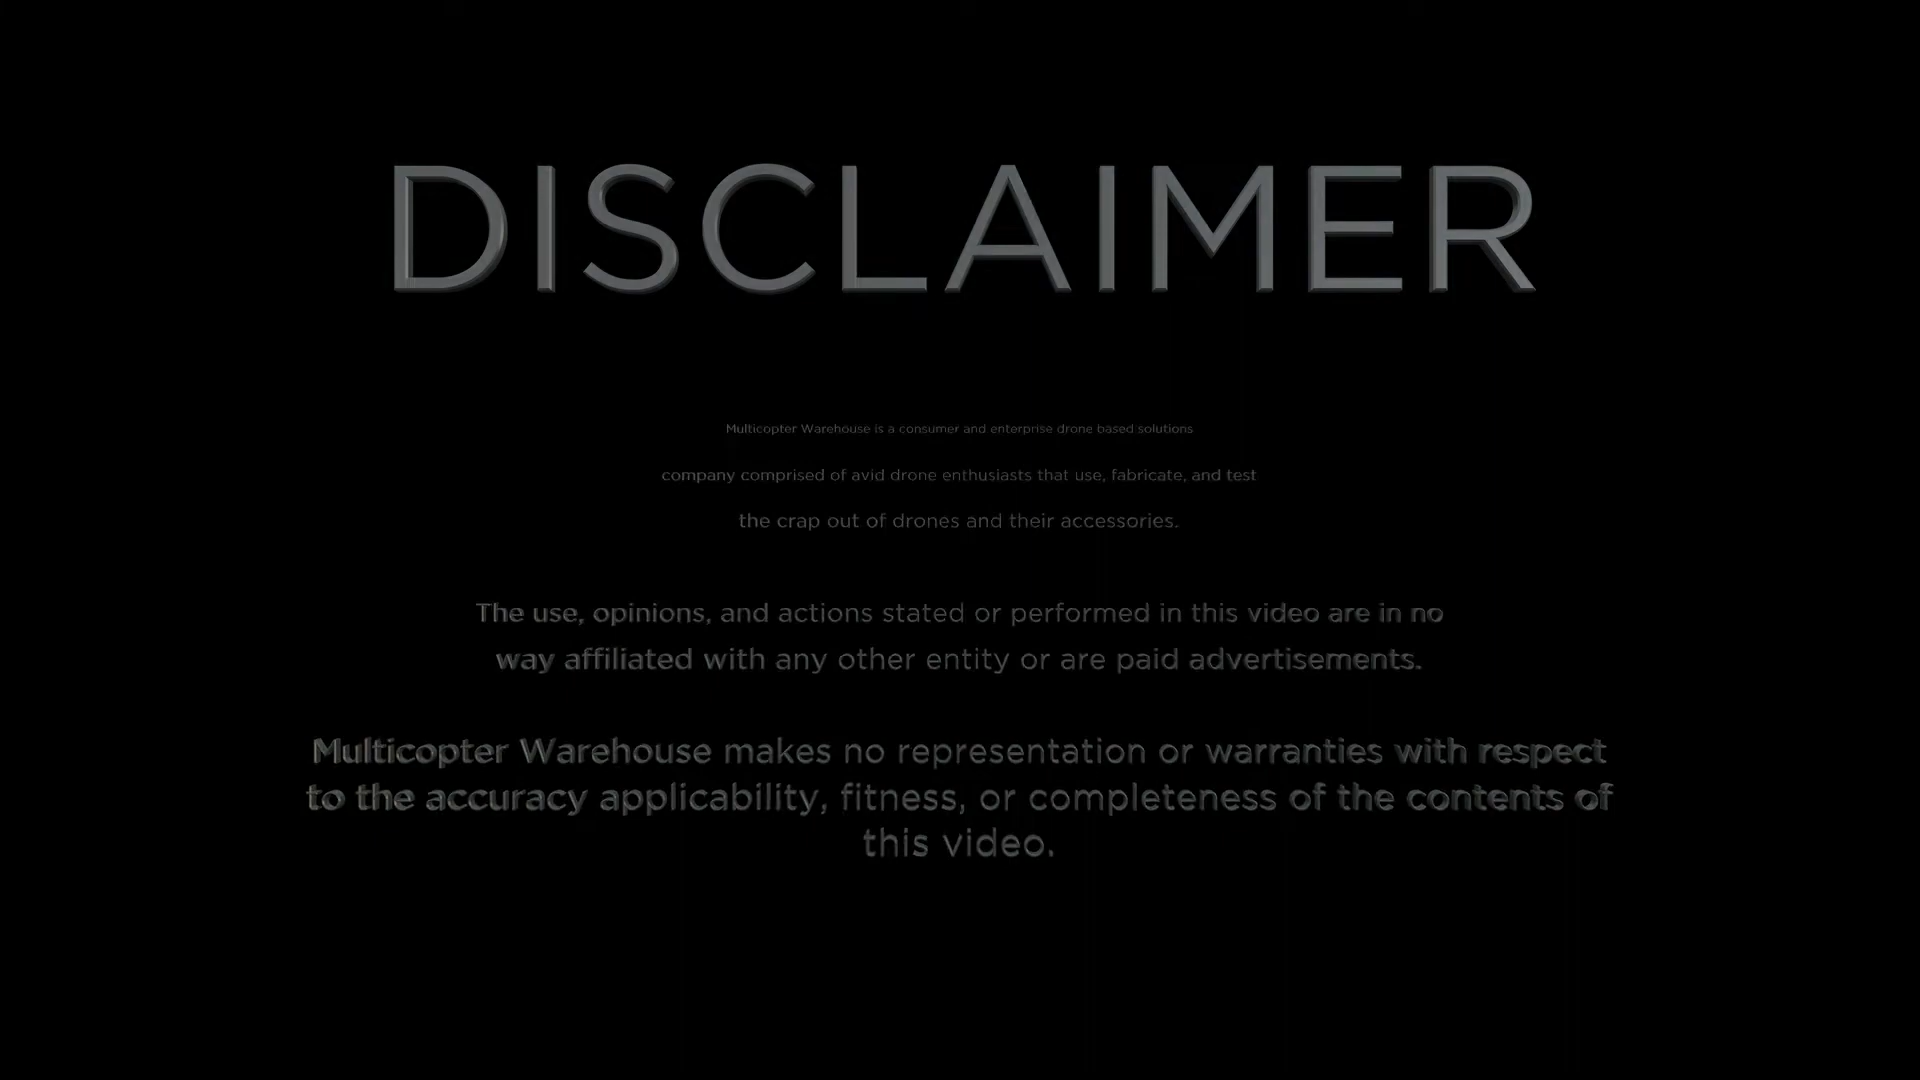 DISCLAIMER
Multicopter Warehouse is a consumer and enterprise drone based solutions
company comprised of avid drone enthusiasts that use, fabricate, and test
the crap out of drones and their accessories.
The use, opinions, and actions stated or performed in this video are in no
way affiliated with any other entity or are paid advertisements.
Multicopter Warehouse makes no representation or warranties with respect
to the accuracy applicability, fitness, or completeness of the contents of
this video.